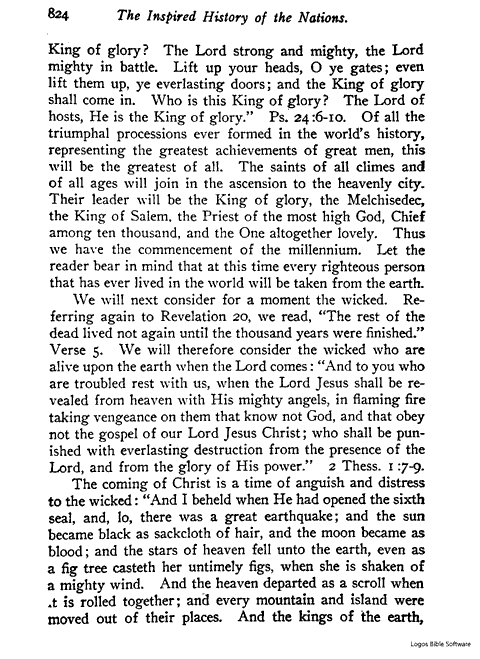 824 The Inspired History of the Nations.
King of glory? The Lord strong and mighty, the Lord
mighty in battle. Lift up your heads, O ye gates; even
lift them up, ye everlasting doors; and the King of glory
shall come in. Who is this King of glory? The Lord of
hosts, He is the King of glory." Ps. 24:6-10. Of all the
triumphal processions ever formed in the world's history,
representing the greatest achievements of great men, this
will be the greatest of all. The saints of all climes and
of all ages will join in the ascension to the heavenly city.
Their leader will be the King of glory, the Melchisedec,
the King of Salem, the Priest of the most high God, Chief
among ten thousand, and the One altogether lovely. Thus
we have the commencement of the millennium. Let the
reader bear in mind that at this time every righteous person
that has ever lived in the world will be taken from the earth.
We will next consider for a moment the wicked. Re-
ferring again to Revelation 20, we read, "The rest of the
dead lived not again until the thousand years were finished."
Verse 5. We will therefore consider the wicked who are
alive upon the earth when the Lord comes: "And to you who
are troubled rest with us, when the Lord Jesus shall be re-
vealed from heaven with His mighty angels, in flaming fire
taking vengeance on them that know not God, and that obey
not the gospel of our Lord Jesus Christ; who shall be pun-
ished with everlasting destruction from the presence of the
Lord, and from the glory of His power." 2 Thess. 1:7-9.
The coming of Christ is a time of anguish and distress
to the wicked: "And I beheld when He had opened the sixth
seal, and, lo, there was a great earthquake; and the sun
became black as sackcloth of hair, and the moon became as
blood; and the stars of heaven fell unto the earth, even as
a fig tree casteth her untimely figs, when she is shaken of
a mighty wind. And the heaven departed as a scroll when
.t is rolled together; and every mountain and island were
moved out of their places. And the kings of the earth,
Logos Bible Software